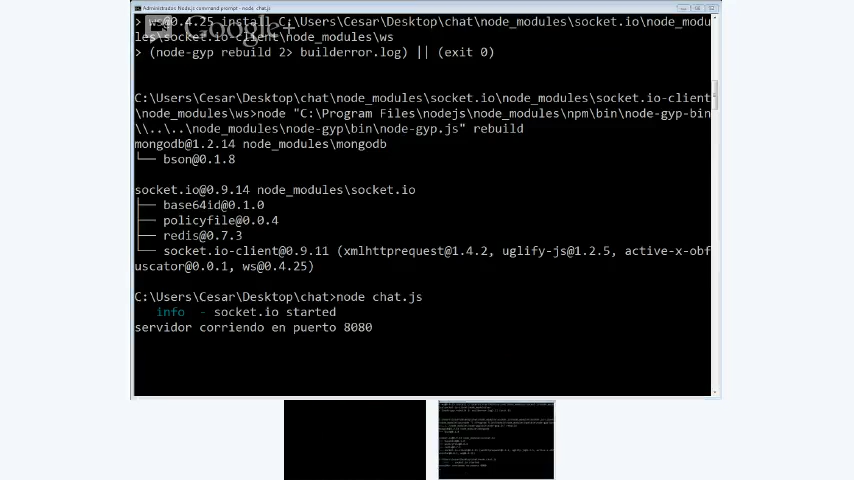 Administrador: Node.js command prompt - node chat.js
> ws@0.4.25 install C:\Users\Cesar\Desktop\chat\node_modules\socket.io\node_modu
les\socket.io-client\node_modules\ws
Google+
> (node-gyp rebuild 2> builderror.log) || (exit 0)
C:\Users\Cesar\Desktop\chat\node_modules\socket.io\node_modules\socket.io-client
\node_modules\ws>node "C:\Program Files\nodejs\node_modules\npm\bin\node-gyp-bin
\\..\..\node_modules\node-gyp\bin\node-gyp.js" rebuild
mongodb@1.2.14 node_modules\mongodb
└── bson@0.1.8
socket.io@0.9.14 node_modules\socket.io
├── base64id@0.1.0
├── policyfile@0.0.4
├── redis@0.7.3
└── socket.io-client@0.9.11 (xmlhttprequest@1.4.2, uglify-js@1.2.5, active-x-obf
uscator@0.0.1, ws@0.4.25)
C:\Users\Cesar\Desktop\chat>node chat.js
info - socket.io started
servidor corriendo en puerto 8080